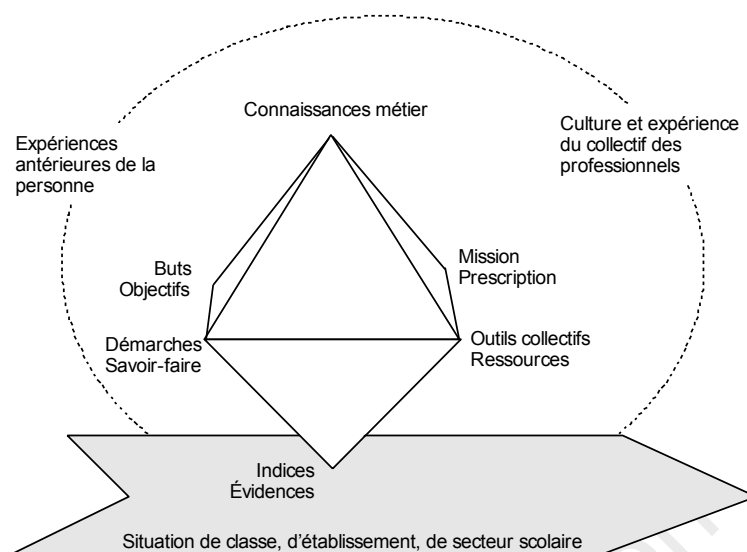 Connaissances métier
Expériences
antérieures de la
personne
Culture et expérience
du collectif des
professionnels
Buts
Objectifs
Mission
Prescription
Démarches
Savoir-faire
Outils collectifs
Ressources
Indices
Évidences
Situation de classe, d'établissement, de secteur scolaire